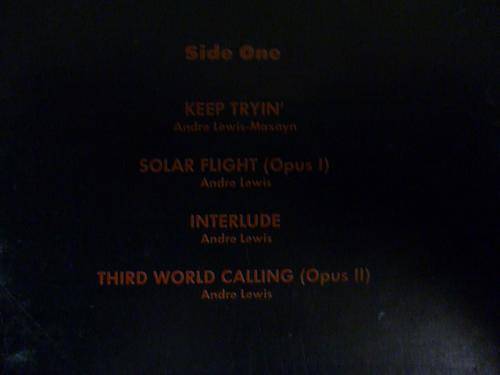 Side One
KEEP TRYIN'
Andre Lewis-Maxayn
SOLAR FLIGHT (Opus I)
Andre Lewis
INTERLUDE
Andre Lewis
THIRD WORLD CALLING (Opus II)
Andre Lewis